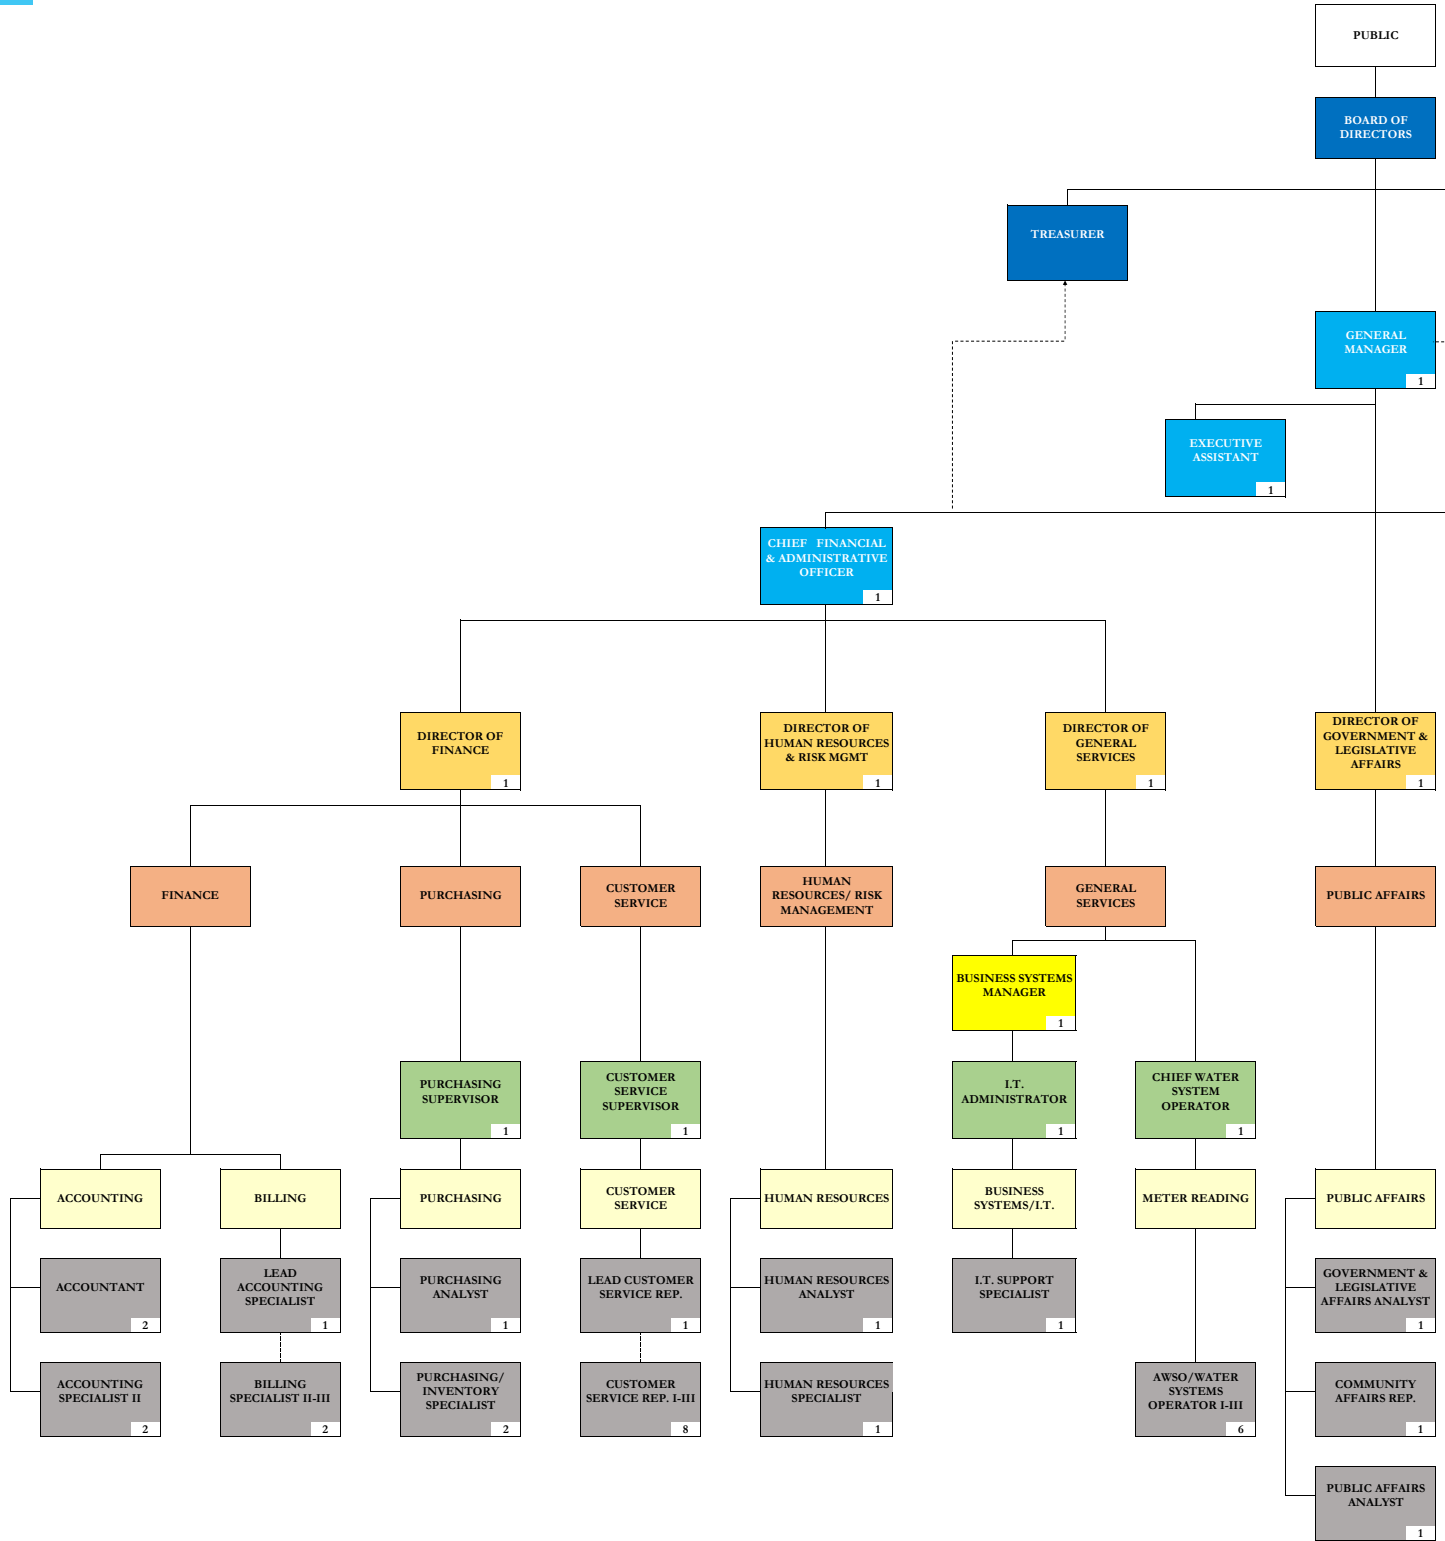 PUBLIC
BOARD OF
DIRECTORS
TREASURER
GENERAL
MANAGER
1
EXECUTIVE
ASSISTANT
1
CHIEF FINANCIAL
& ADMINISTRATIVE
OFFICER
1
DIRECTOR OF
FINANCE
1
DIRECTOR OF
HUMAN RESOURCES
& RISK MGMT
1
DIRECTOR OF
GENERAL
SERVICES
1
DIRECTOR OF
GOVERNMENT &
LEGISLATIVE
AFFAIRS
1
FINANCE
PURCHASING
CUSTOMER
SERVICE
HUMAN
RESOURCES/ RISK
MANAGEMENT
GENERAL
SERVICES
PUBLIC AFFAIRS
BUSINESS SYSTEMS
MANAGER
1
PURCHASING
SUPERVISOR
1
CUSTOMER
SERVICE
SUPERVISOR
1
I.T.
ADMINISTRATOR
1
CHIEF WATER
SYSTEM
OPERATOR
1
ACCOUNTING
BILLING
PURCHASING
CUSTOMER
SERVICE
HUMAN RESOURCES
BUSINESS
SYSTEMS/I.T.
METER READING
PUBLIC AFFAIRS
ACCOUNTANT
2
LEAD
ACCOUNTING
SPECIALIST
1
PURCHASING
ANALYST
1
LEAD CUSTOMER
SERVICE REP.
1
HUMAN RESOURCES
ANALYST
1
I.T. SUPPORT
SPECIALIST
1
GOVERNMENT &
LEGISLATIVE
AFFAIRS ANALYST
1
ACCOUNTING
SPECIALIST II
2
BILLING
SPECIALIST II-III
2
PURCHASING/
INVENTORY
SPECIALIST
2
CUSTOMER
SERVICE REP. I-III
8
HUMAN RESOURCES
SPECIALIST
1
AWSO/WATER
SYSTEMS
OPERATOR I-III
6
COMMUNITY
AFFAIRS REP.
1
PUBLIC AFFAIRS
ANALYST
1